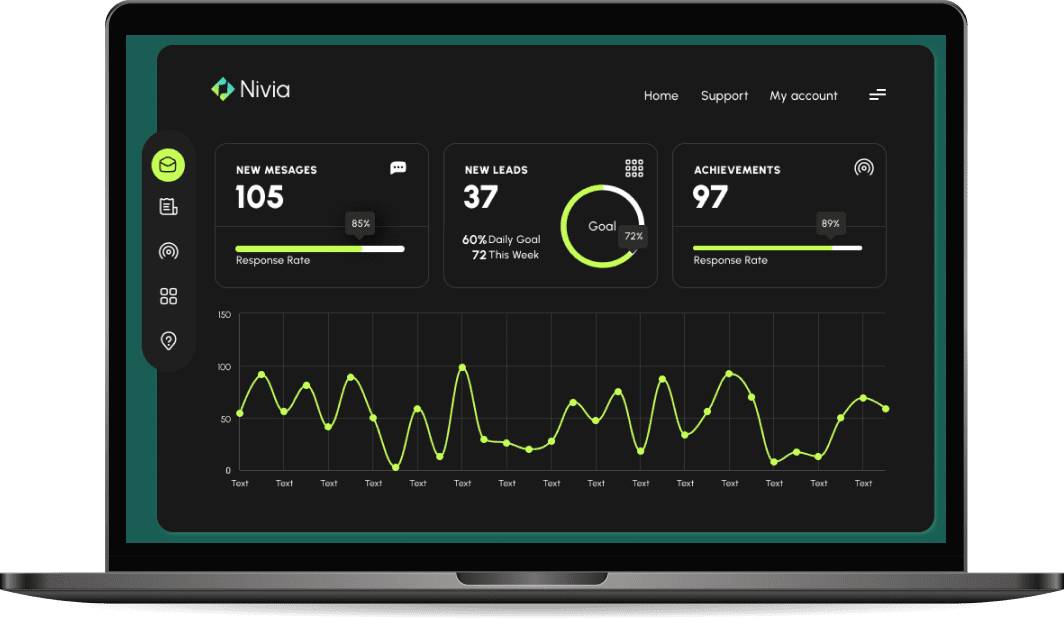 Nivia
Home Support My account
NEW MESAGES
105
85%
Response Rate
NEW LEADS
37
60% Daily Goal
72 This Week
Goal
72%
ACHIEVEMENTS
97
89%
Response Rate
150
100
50
0
Text Text Text Text Text Text Text Text Text Text Text Text Text Text Text